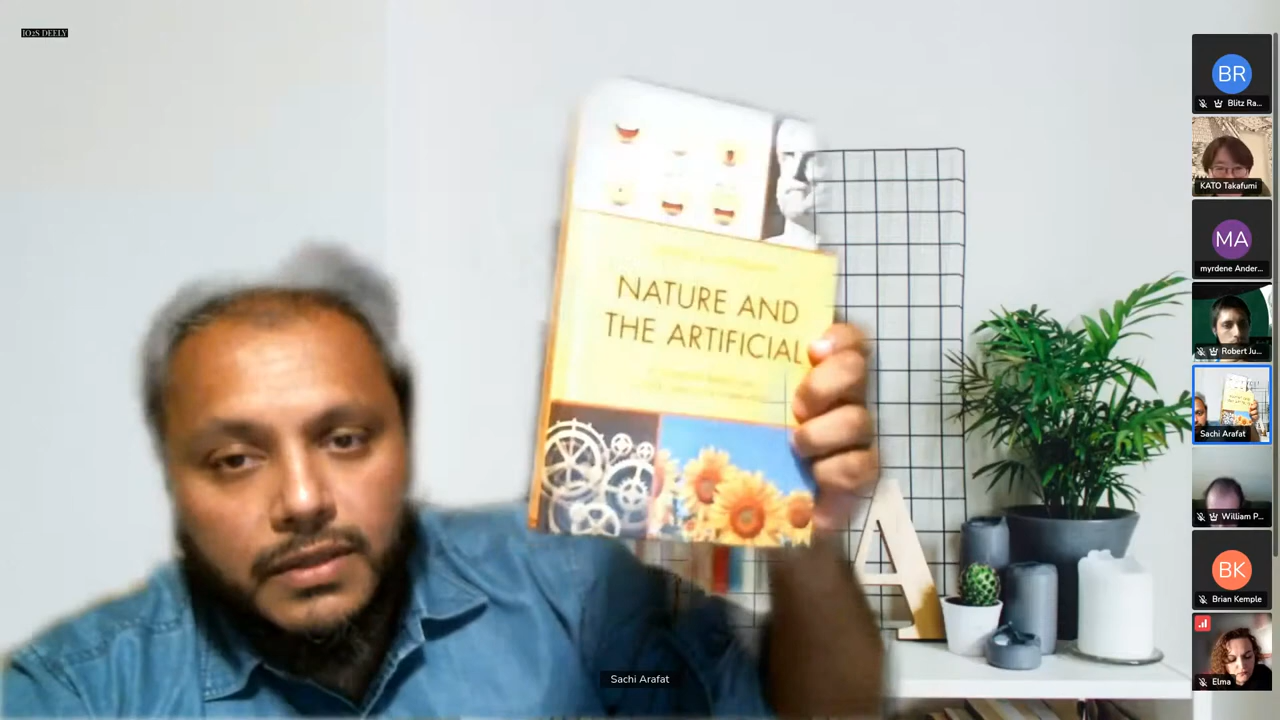 IO2S DEELY
NATURE AND
THE ARTIFICIAL
Sachi Arafat
BR
Blitz Ra...
KATO Takafumi
MA
myrdene Ander...
Robert Ju...
Sachi Arafat
William P...
BK
Brian Kemple
Elma
A